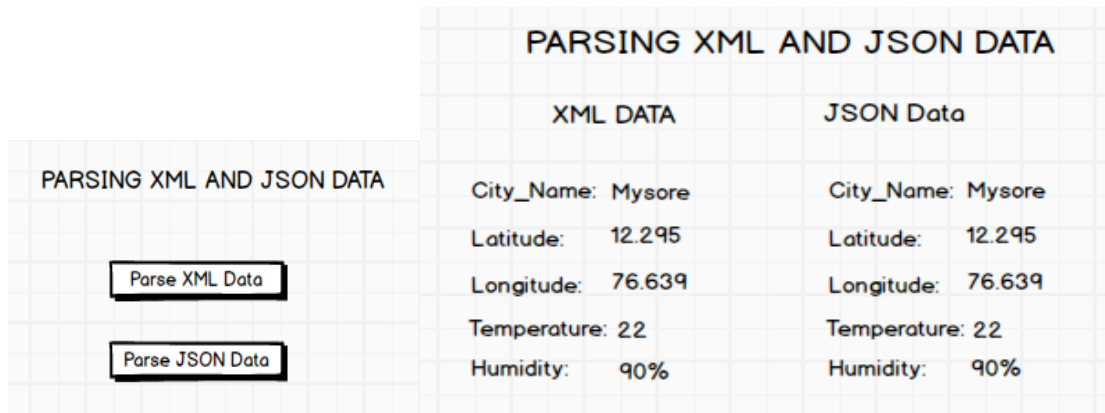 PARSING XML AND JSON DATA
Parse XML Data
Parse JSON Data
PARSING XML AND JSON DATA
XML DATA
City_Name: Mysore
Latitude: 12.295
Longitude: 76.639
Temperature: 22
Humidity: 90%
JSON Data
City_Name: Mysore
Latitude: 12.295
Longitude: 76.639
Temperature: 22
Humidity: 90%